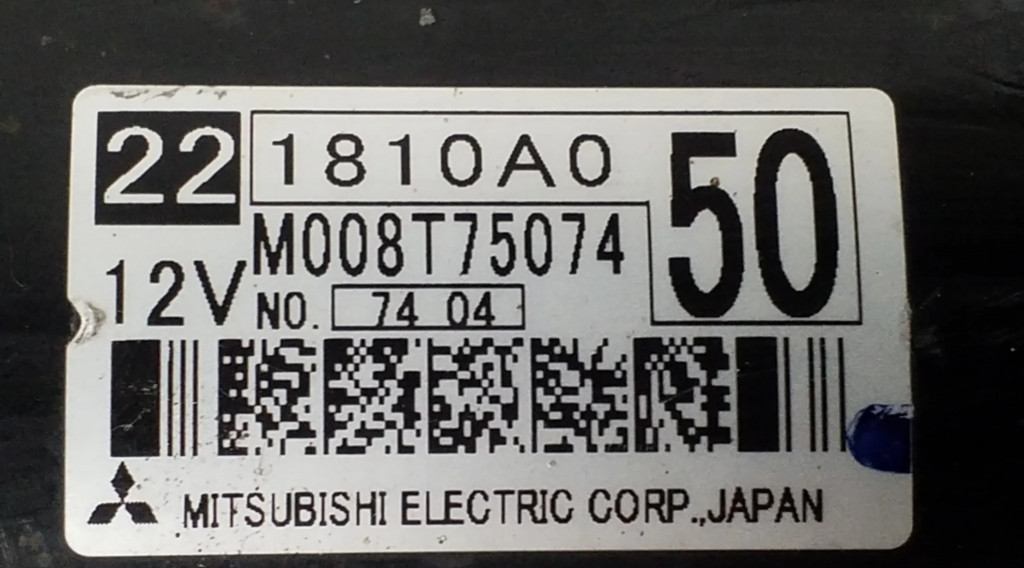 22 1810A0 50
M008T75074
12V NO. 74 04
MITSUBISHI ELECTRIC CORP.,JAPAN